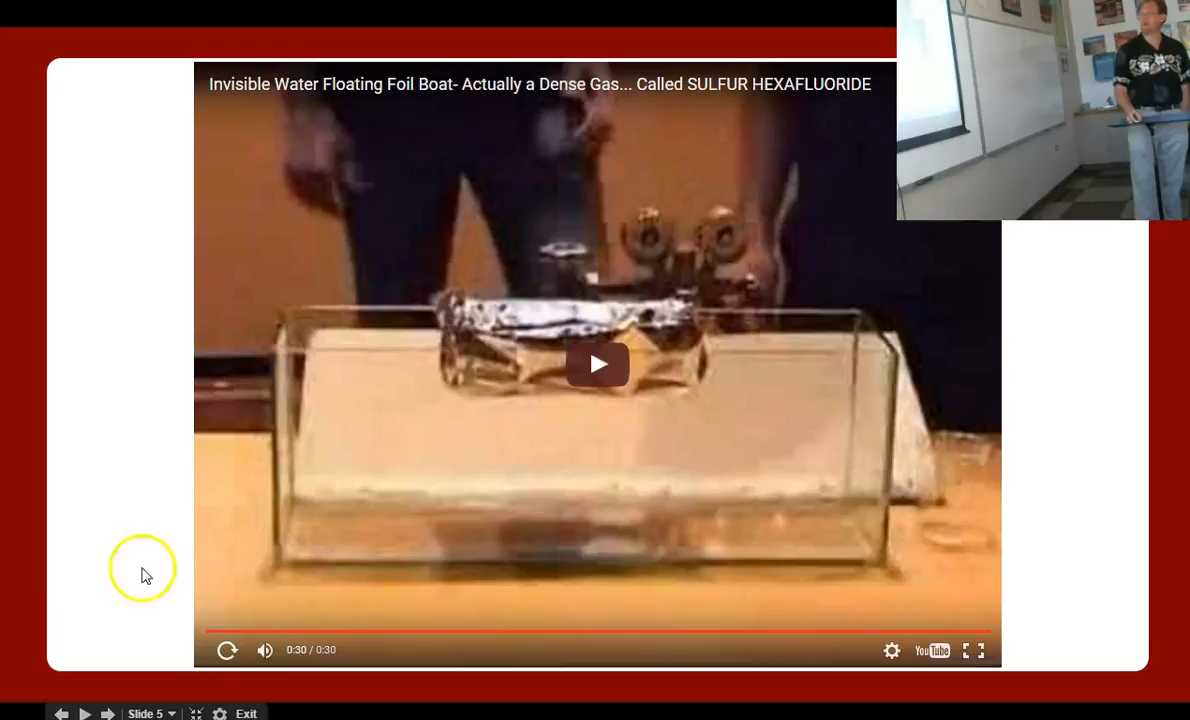 Invisible Water Floating Foil Boat- Actually a Dense Gas... Called SULFUR HEXAFLUORIDE
0:30 / 0:30
YouTube
Slide 5
Exit